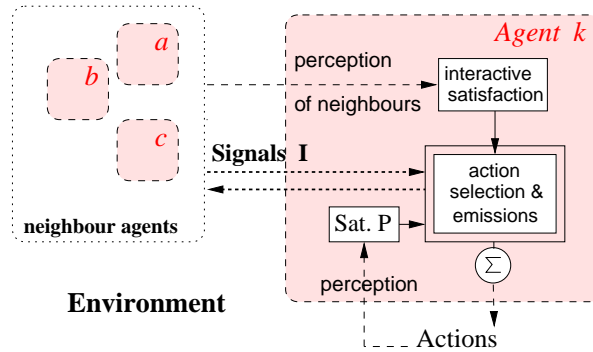 a
b
c
neighbour agents
Environment
Agent k
perception
of neighbours
interactive
satisfaction
Signals I
action
selection &
emissions
Sat. P
perception
Σ
Actions